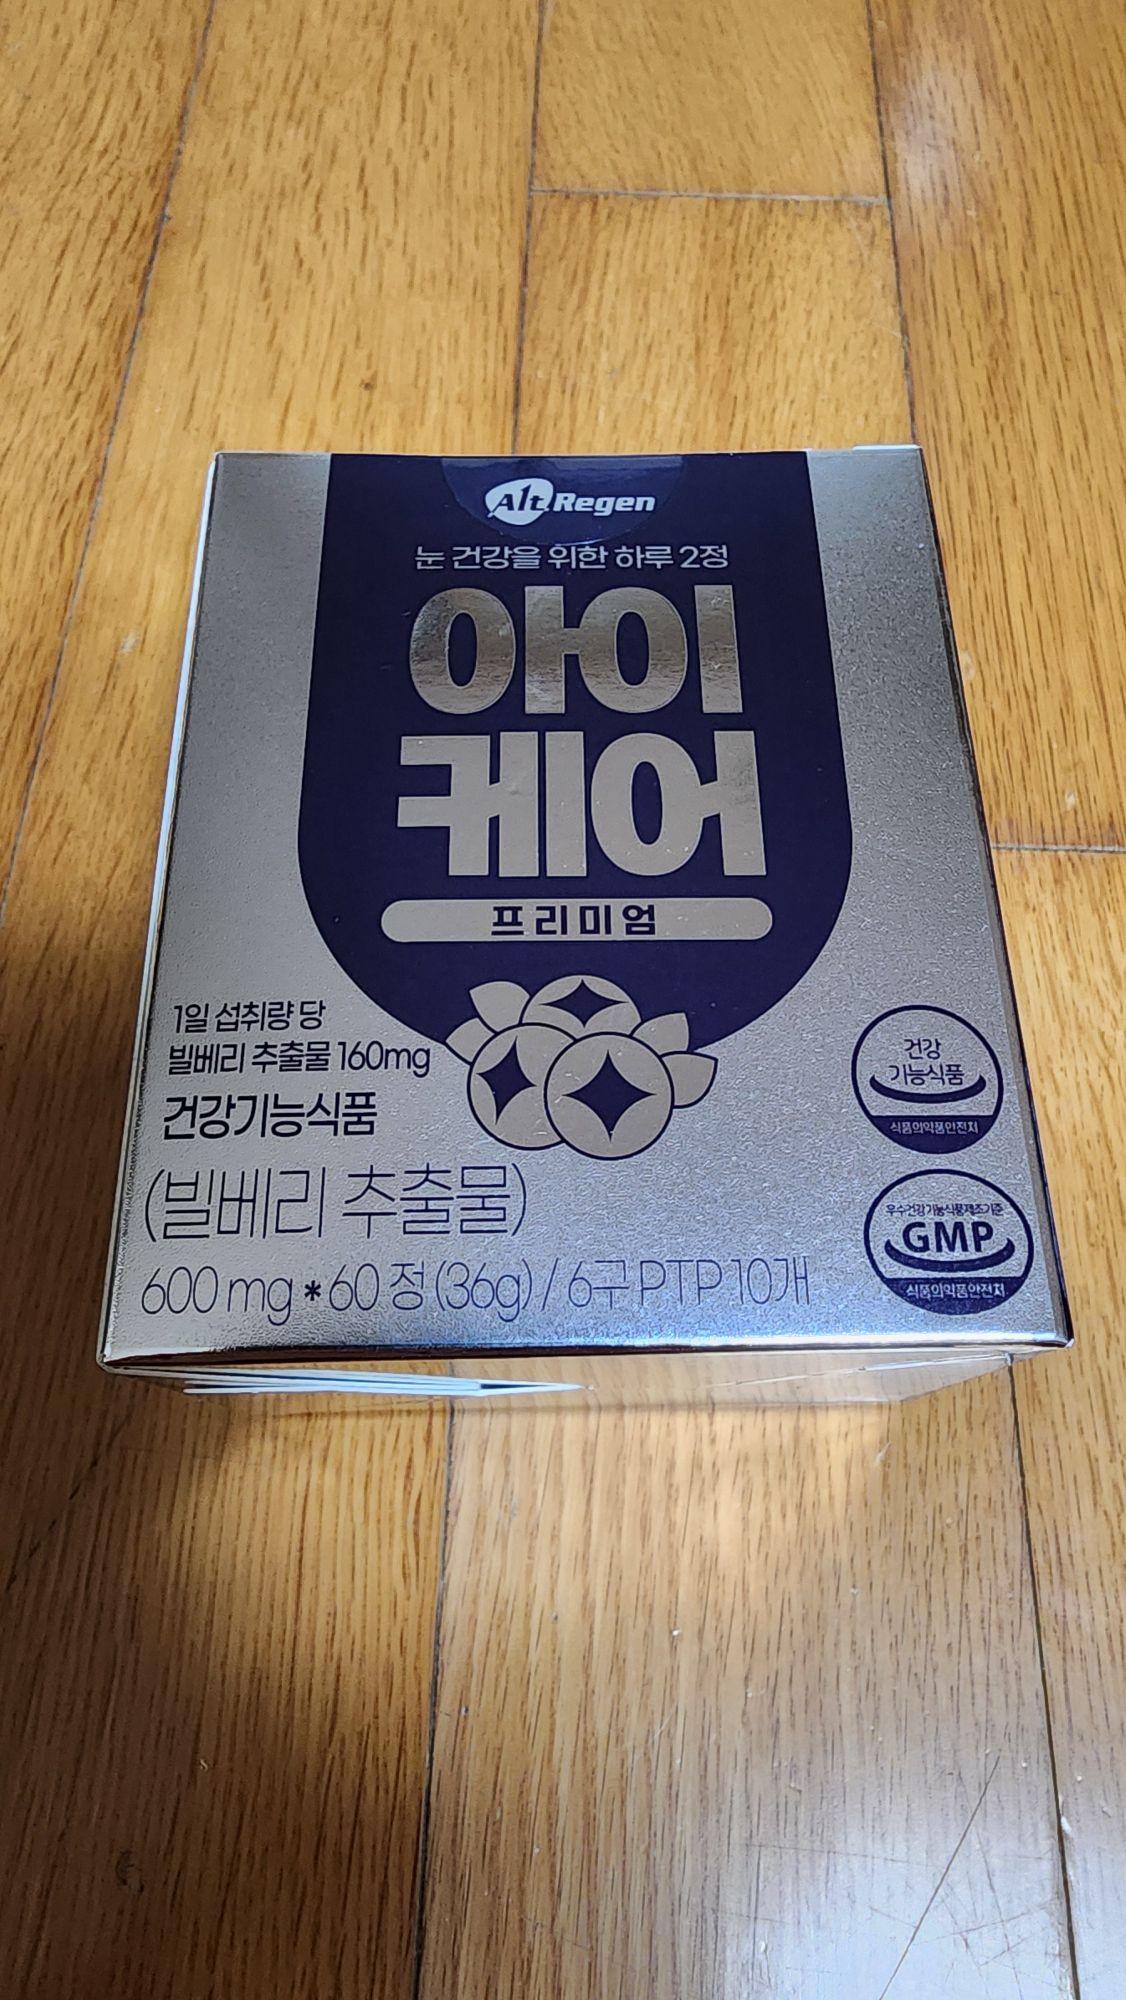 Alt Regen
눈 건강을 위한 하루 2정
아이
케어
프리미엄
1일 섭취량 당
빌베리 추출물 160mg
건강기능식품
(빌베리 추출물)
600 mg * 60 정 (36g) / 6구 PTP 10개
건강
기능식품
식품의약품안전처
우수건강기능식품제조기준
GMP
식품의약품안전처